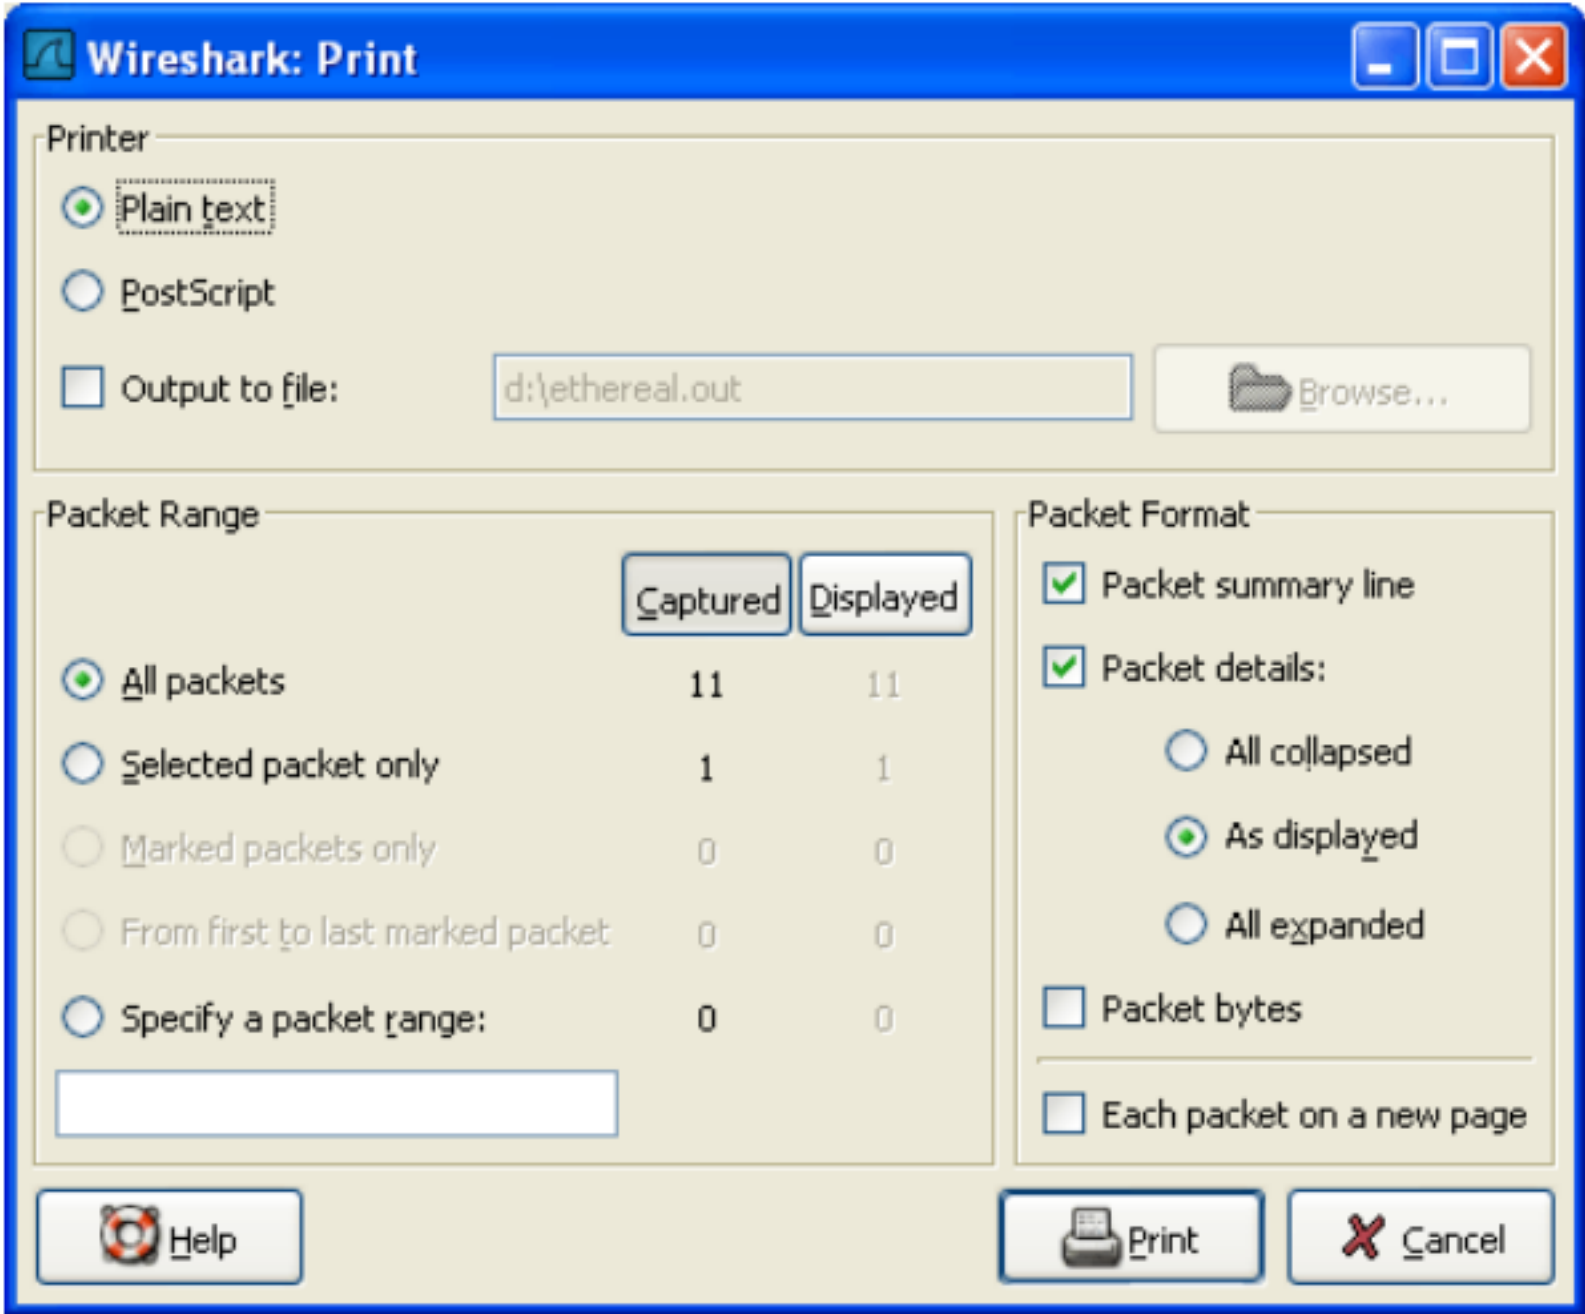 Wireshark: Print
Printer
Plain text
PostScript
Output to file: d:\ethereal.out Browse...
Packet Range
Captured Displayed
All packets 11 11
Selected packet only 1 1
Marked packets only 0 0
From first to last marked packet 0 0
Specify a packet range: 0 0
Packet Format
Packet summary line
Packet details:
All collapsed
As displayed
All expanded
Packet bytes
Each packet on a new page
Help Print Cancel